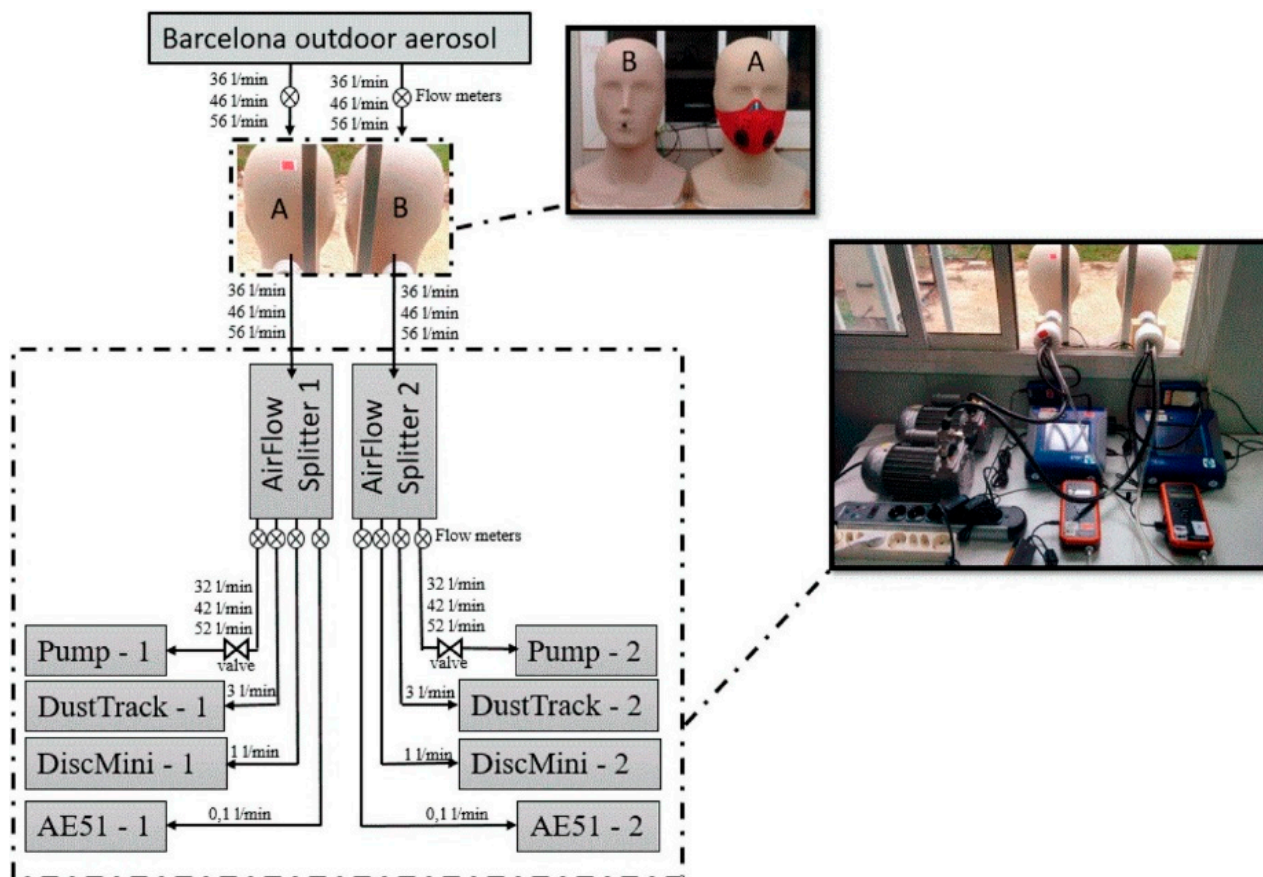 Barcelona outdoor aerosol
36 l/min
46 l/min
56 l/min
36 l/min
46 l/min
56 l/min
Flow meters
A
B
B
A
36 l/min
46 l/min
56 l/min
36 l/min
46 l/min
56 l/min
AirFlow
Splitter 1
AirFlow
Splitter 2
Flow meters
32 l/min
42 l/min
52 l/min
valve
32 l/min
42 l/min
52 l/min
valve
Pump - 1
Pump - 2
3 l/min
DustTrack - 1
3 l/min
DustTrack - 2
1 l/min
DiscMini - 1
1 l/min
DiscMini - 2
0,1 l/min
AE51 - 1
0,1 l/min
AE51 - 2